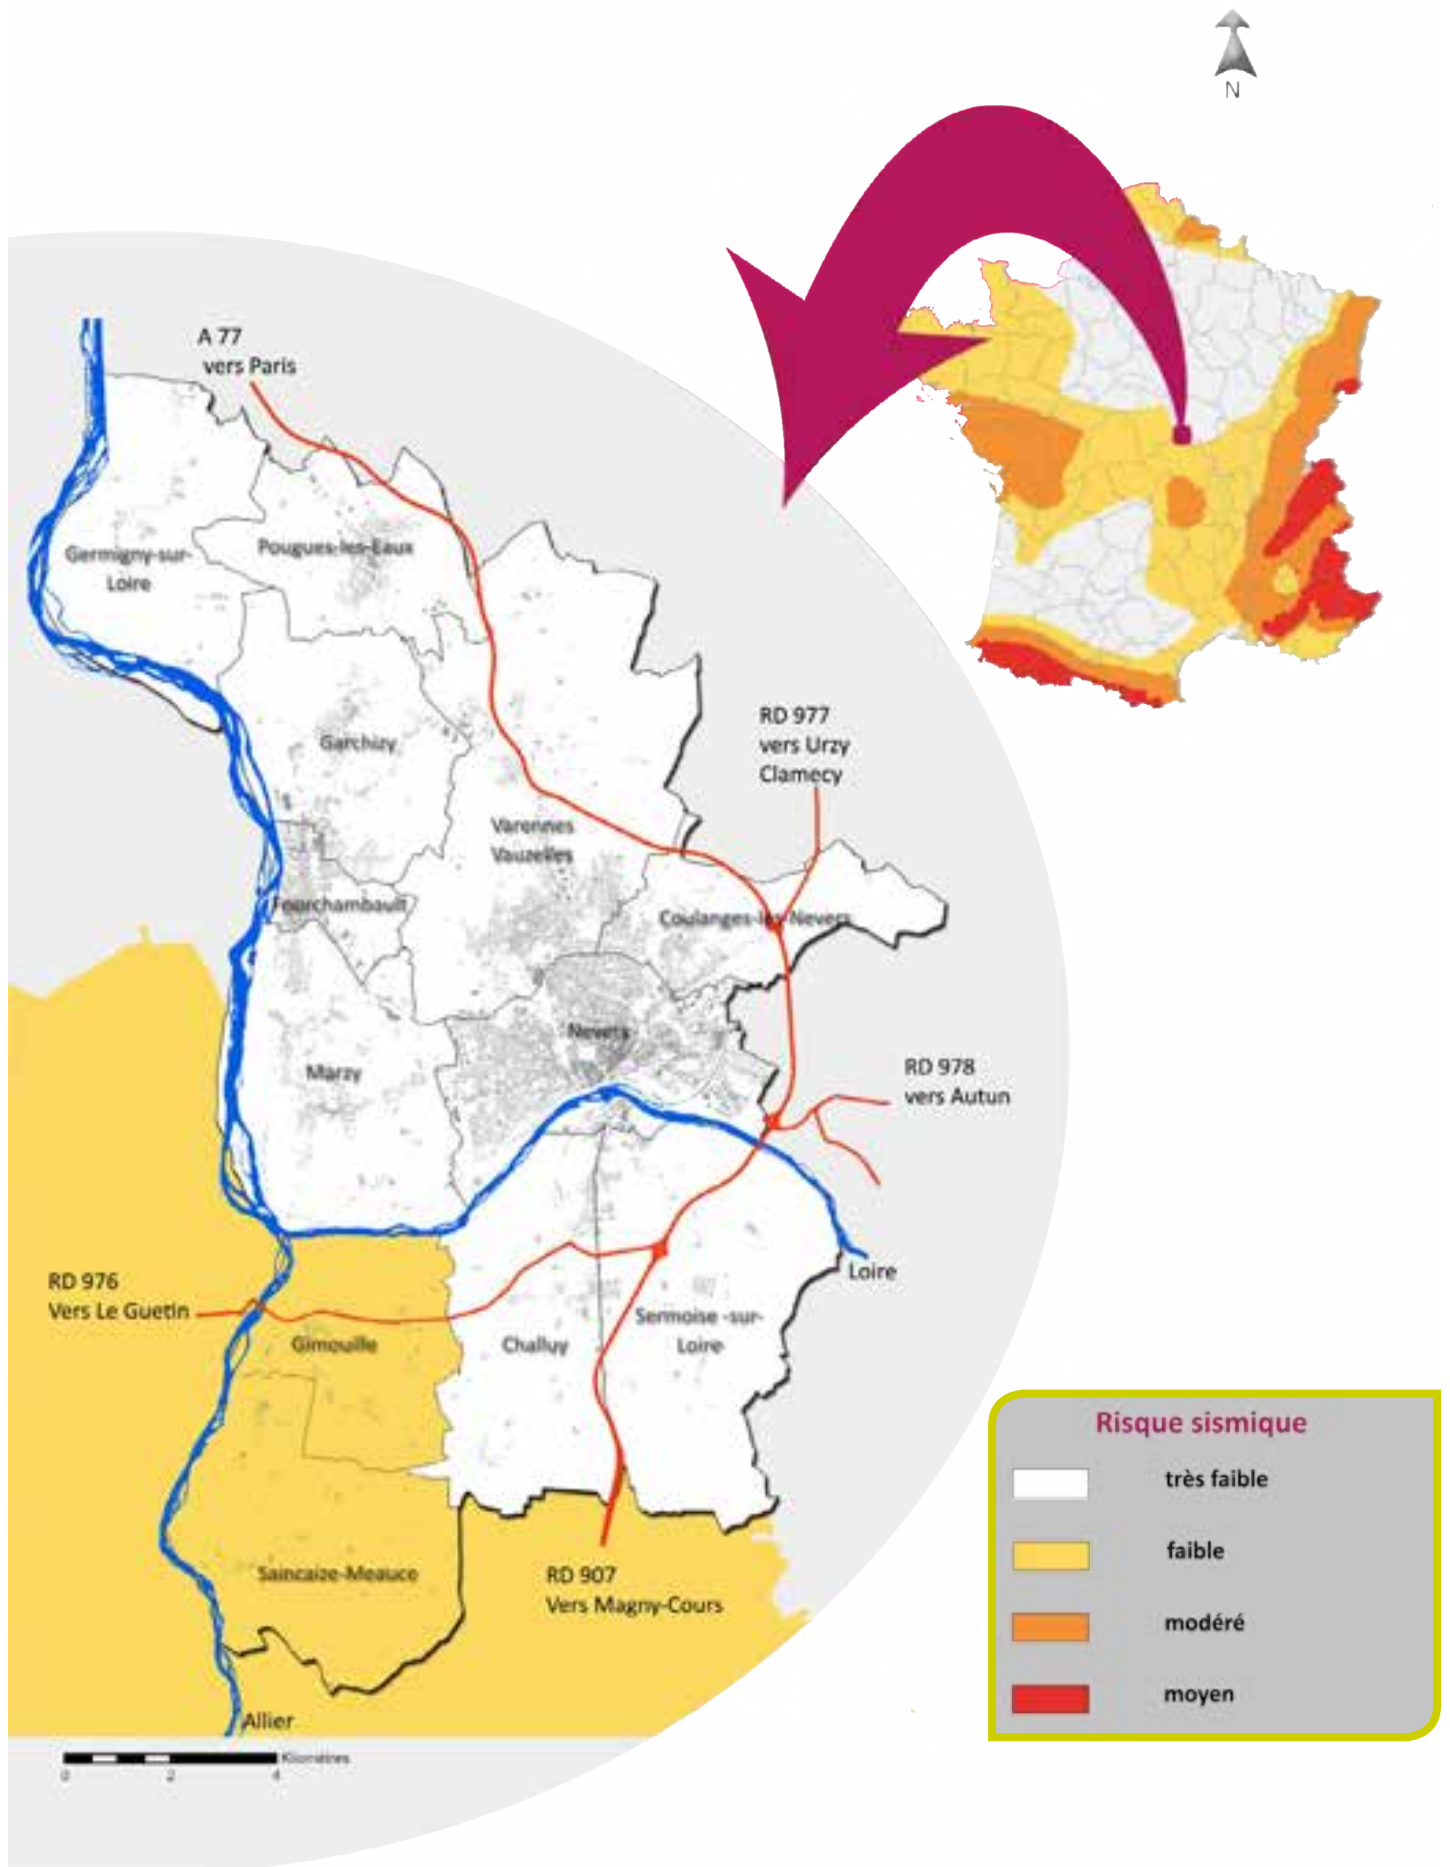 N
A 77
vers Paris
Germigny-sur-
Loire
Pougues-les-Eaux
Garchizy
RD 977
vers Urzy
Clamecy
Varennes
Vauzelles
Fourchambault
Coulanges-les-Nevers
Nevers
Marzy
RD 978
vers Autun
Loire
RD 976
Vers Le Guetin
Gimouille
Challuy
Sermoise -sur-
Loire
Saincaize-Meauce
RD 907
Vers Magny-Cours
Allier
Kilomètres
0 2 4
Risque sismique
très faible
faible
modéré
moyen